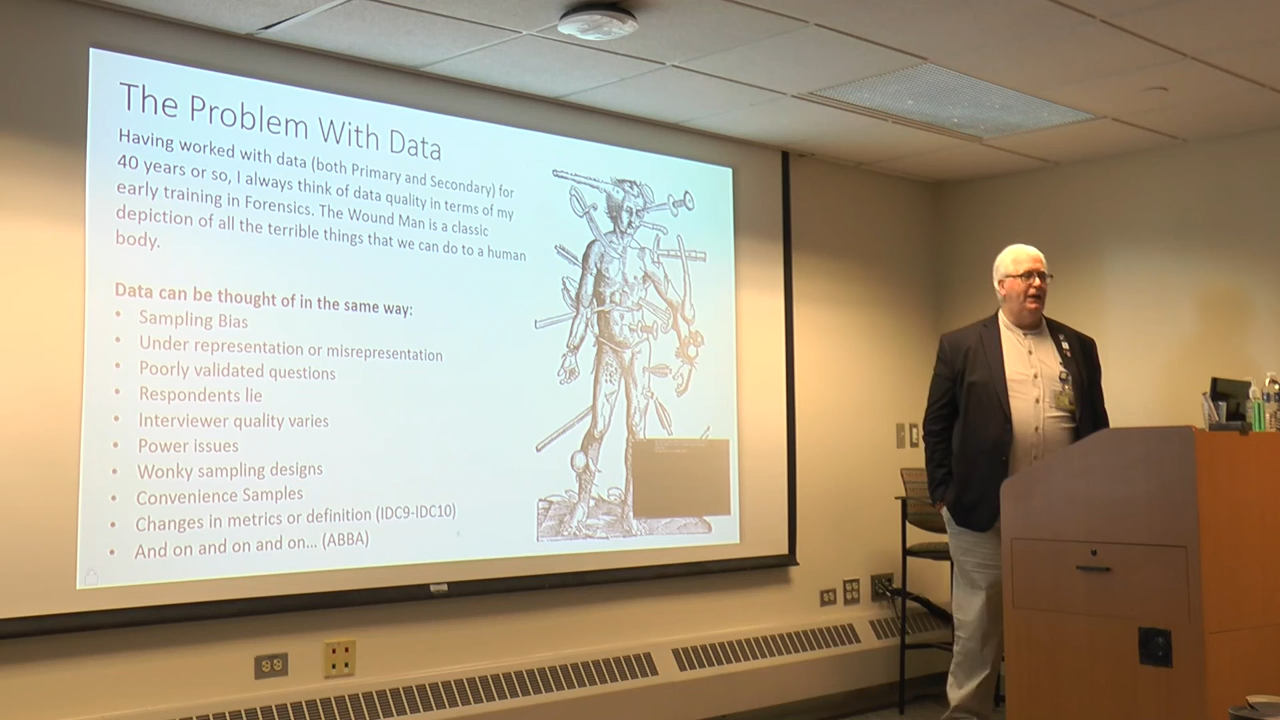 The Problem With Data
Having worked with data (both Primary and Secondary) for
40 years or so, I always think of data quality in terms of my
early training in Forensics. The Wound Man is a classic
depiction of all the terrible things that we can do to a human
body.
Data can be thought of in the same way:
• Sampling Bias
• Under representation or misrepresentation
• Poorly validated questions
• Respondents lie
• Interviewer quality varies
• Power issues
• Wonky sampling designs
• Convenience Samples
• Changes in metrics or definition (IDC9-IDC10)
• And on and on and on... (ABBA)